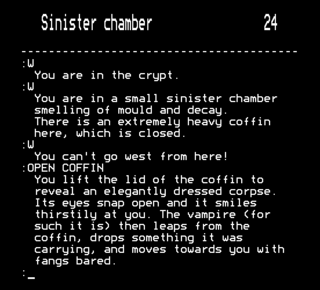 Sinister chamber 24
----------------------------------------
:W
You are in the crypt.
:W
You are in a small sinister chamber
smelling of mould and decay.
There is an extremely heavy coffin
here, which is closed.
:W
You can't go west from here!
:OPEN COFFIN
You lift the lid of the coffin to
reveal an elegantly dressed corpse.
Its eyes snap open and it smiles
thirstily at you. The vampire (for
such it is) then leaps from the
coffin, drops something it was
carrying, and moves towards you with
fangs bared.
:_